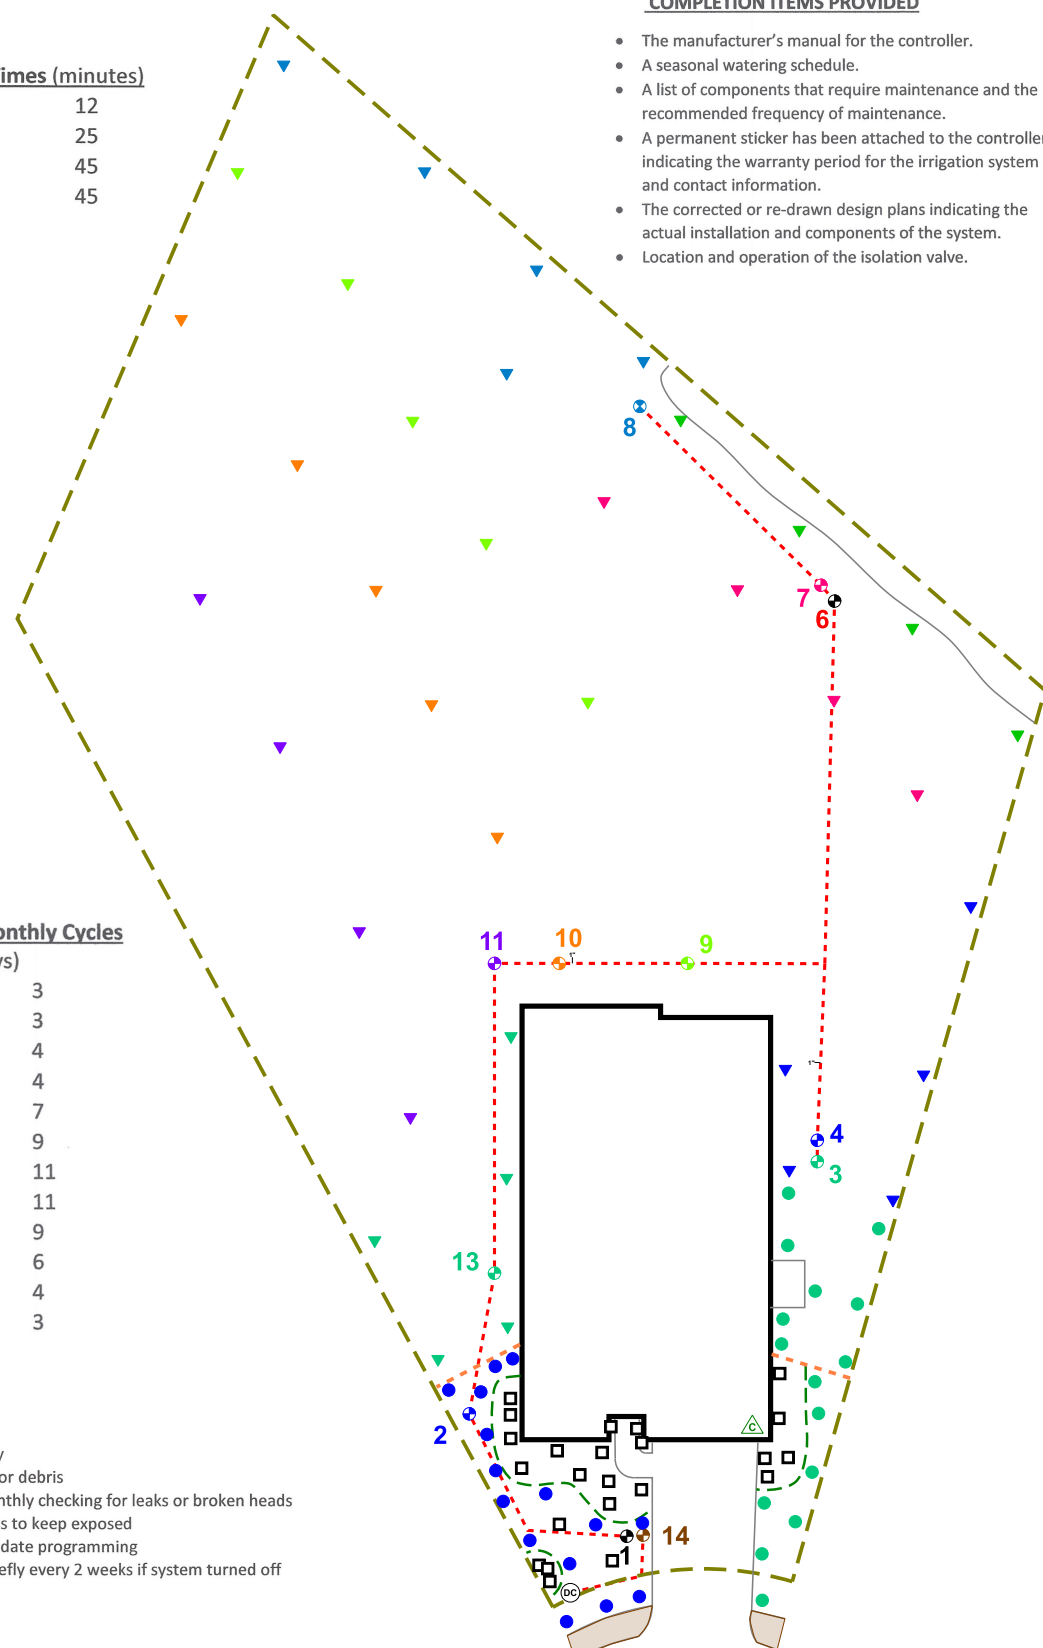 COMPLETION ITEMS PROVIDED
• The manufacturer's manual for the controller.
• A seasonal watering schedule.
• A list of components that require maintenance and the
recommended frequency of maintenance.
• A permanent sticker has been attached to the controller
indicating the warranty period for the irrigation system
and contact information.
• The corrected or re-drawn design plans indicating the
actual installation and components of the system.
• Location and operation of the isolation valve.
imes (minutes)
12
25
45
45
8
7
6
11
10
1"
9
1"
4
3
13
2
C
14
1
DC
onthly Cycles
ys)
3
3
4
4
7
9
11
11
9
6
4
3
y
or debris
nthly checking for leaks or broken heads
s to keep exposed
date programming
efly every 2 weeks if system turned off